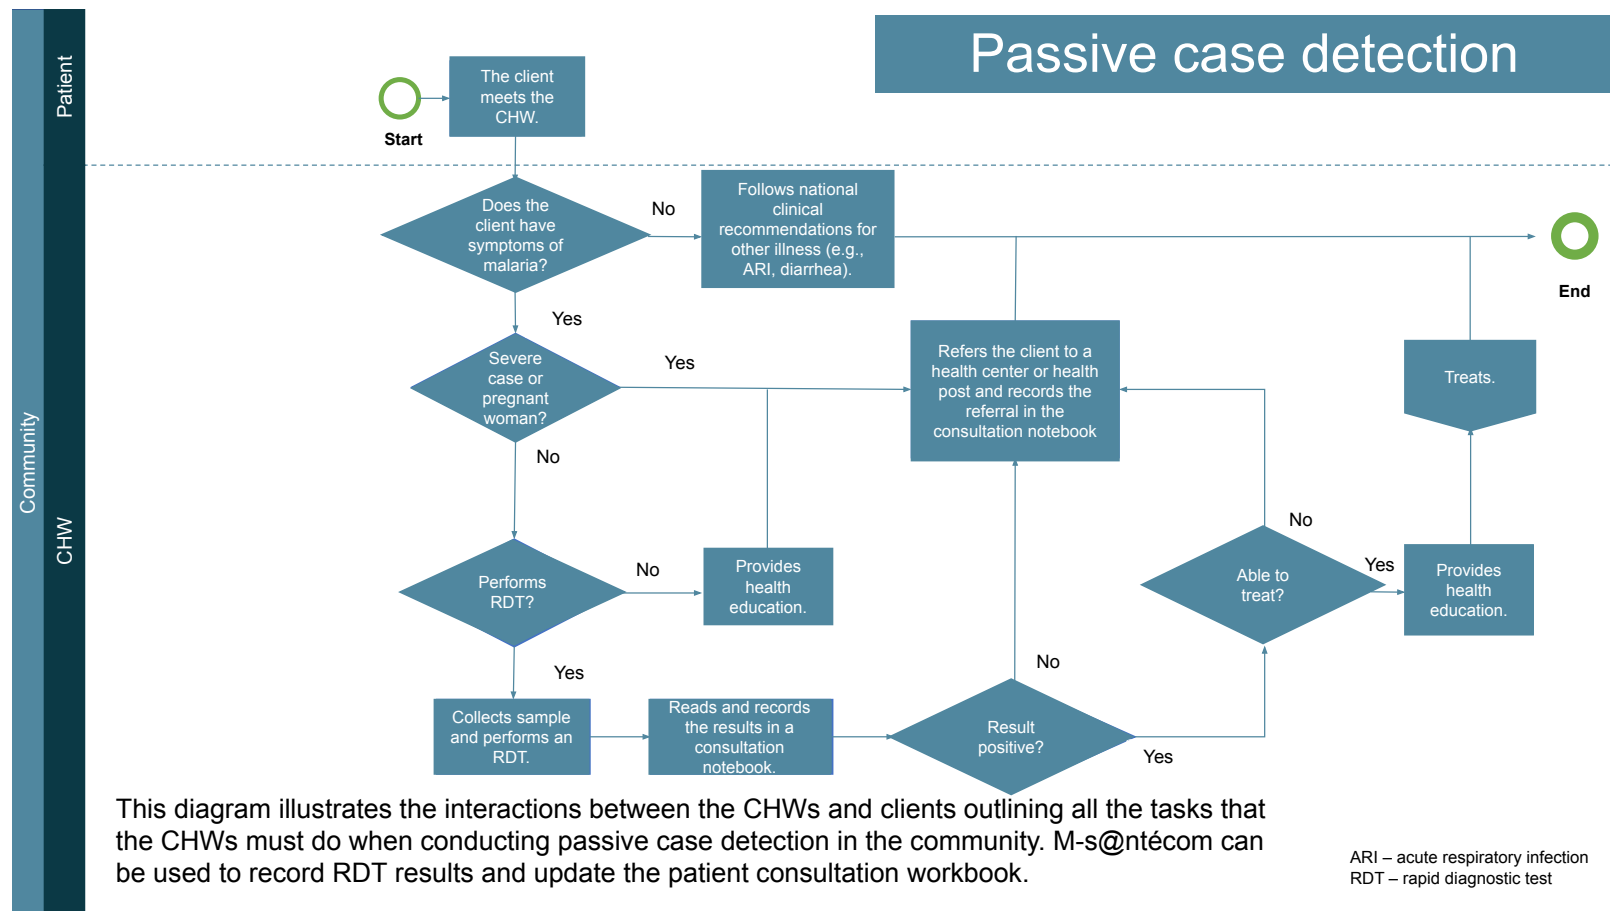 Passive case detection
Patient
Community
CHW
Start
The client
meets the
CHW.
Does the
client have
symptoms of
malaria?
No
Follows national
clinical
recommendations for
other illness (e.g.,
ARI, diarrhea).
End
Yes
Severe
case or
pregnant
woman?
Yes
Refers the client to a
health center or health
post and records the
referral in the
consultation notebook
Treats.
No
Performs
RDT?
No
Provides
health
education.
No
Able to
treat?
Yes
Provides
health
education.
Yes
Collects sample
and performs an
RDT.
Reads and records
the results in a
consultation
notebook.
No
Result
positive?
Yes
This diagram illustrates the interactions between the CHWs and clients outlining all the tasks that
the CHWs must do when conducting passive case detection in the community. M-s@ntécom can
be used to record RDT results and update the patient consultation workbook.
ARI – acute respiratory infection
RDT – rapid diagnostic test